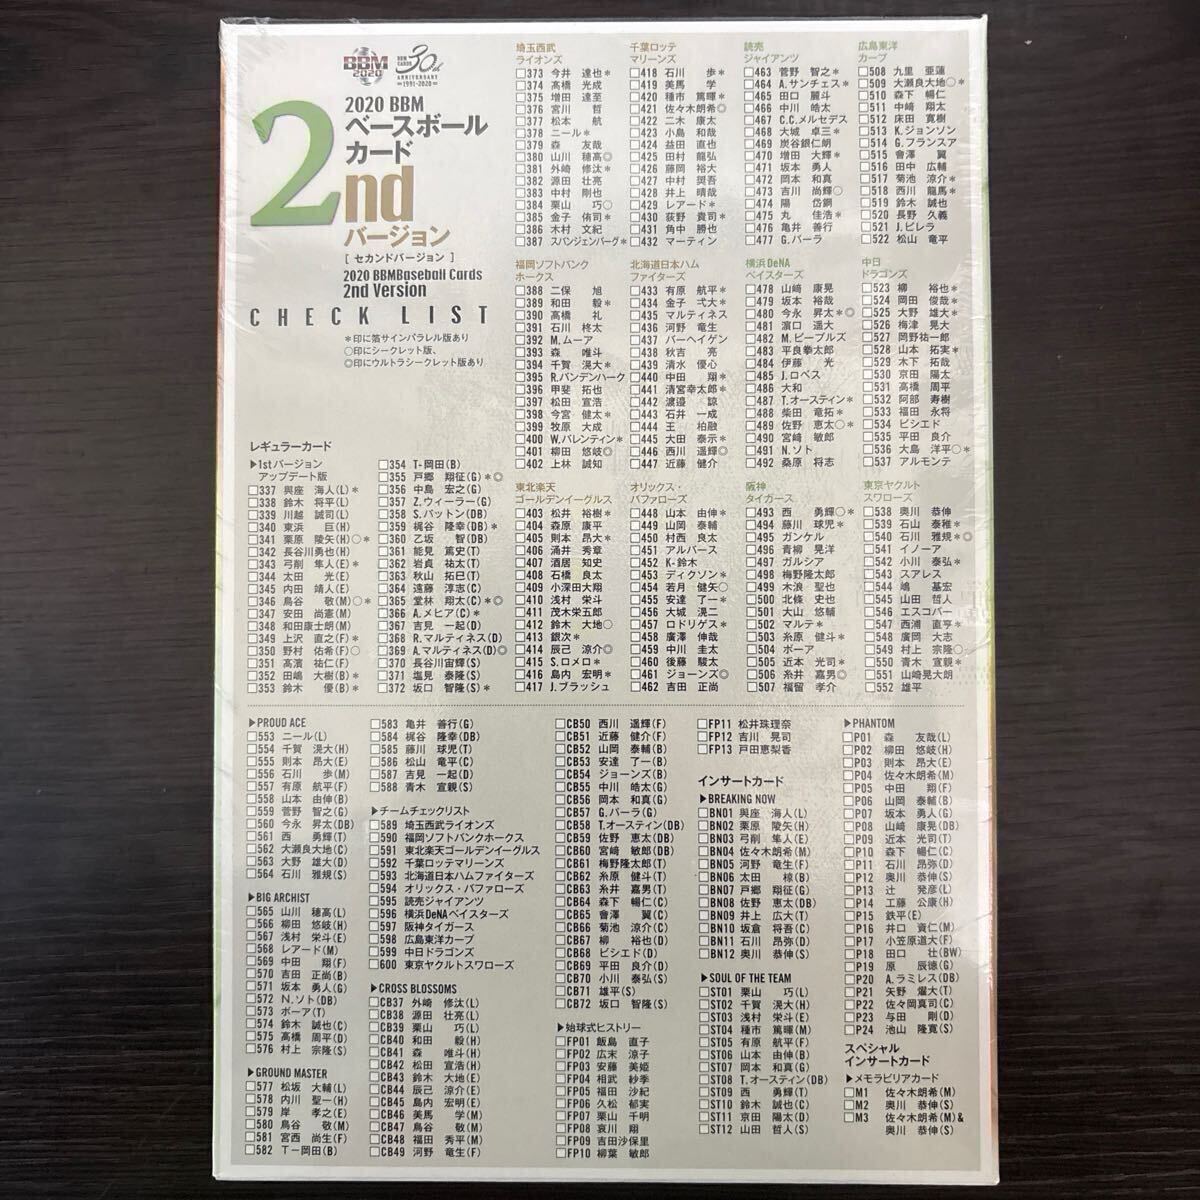 BBM
2020
BBM CARDS 30th
ANNIVERSARY
1991-2020
2nd
2020 BBM
ベースボール
カード
バージョン
[ セカンドバージョン ]
2020 BBMBaseball Cards
2nd Version
CHECK LIST
＊印に箔サインパラレル版あり
○印にシークレット版、
◎印にウルトラシークレット版あり
レギュラーカード
▶1stバージョン
アップデート版
□337 與座 海人(L)＊
□338 鈴木 将平(L)
□339 川越 誠司(L)
□340 東浜 巨(H)
□341 栗原 陵矢(H)○＊
□342 長谷川勇也(H)
□343 弓削 隼人(E)＊
□344 太田 光(E)
□345 内田 靖人(E)
□346 鳥谷 敬(M)○＊
□347 安田 尚憲(M)
□348 和田康士朗(M)
□349 上沢 直之(F)＊
□350 野村 佑希(F)○
□351 高濱 祐仁(F)
□352 田嶋 大樹(B)＊
□353 鈴木 優(B)＊
□354 T-岡田(B)
□355 戸郷 翔征(G)＊◎
□356 中島 宏之(G)
□357 Z.ウィーラー(G)
□358 S.パットン(DB)
□359 梶谷 隆幸(DB)＊
□360 乙坂 智(DB)
□361 能見 篤史(T)
□362 岩貞 祐太(T)
□363 秋山 拓巳(T)
□364 遠藤 淳志(C)
□365 堂林 翔太(C)＊◎
□366 A.メヒア(C)＊
□367 吉見 一起(D)
□368 R.マルティネス(D)
□369 A.マルティネス(D)◎
□370 長谷川宙輝(S)
□371 塩見 泰隆(S)
□372 坂口 智隆(S)＊
埼玉西武
ライオンズ
□373 今井 達也＊
□374 高橋 光成
□375 増田 達至
□376 宮川 哲
□377 松本 航
□378 ニール＊
□379 森 友哉
□380 山川 穂高◎
□381 外崎 修汰＊
□382 源田 壮亮
□383 中村 剛也
□384 栗山 巧○
□385 金子 侑司＊
□386 木村 文紀
□387 スパンジェンバーグ＊
千葉ロッテ
マリーンズ
□418 石川 歩＊
□419 美馬 学
□420 種市 篤暉＊
□421 佐々木朗希◎
□422 二木 康太
□423 小島 和哉
□424 益田 直也
□425 田村 龍弘
□426 藤岡 裕大
□427 中村 奨吾
□428 井上 晴哉
□429 レアード＊
□430 荻野 貴司＊
□431 角中 勝也
□432 マーティン
読売
ジャイアンツ
□463 菅野 智之＊
□464 A.サンチェス＊
□465 田口 麗斗
□466 中川 皓太
□467 C.C.メルセデス
□468 大城 卓三＊
□469 炭谷銀仁朗
□470 増田 大輝＊
□471 坂本 勇人
□472 岡本 和真
□473 吉川 尚輝○
□474 陽 岱鋼
□475 丸 佳浩＊
□476 亀井 善行
□477 G.パーラ
広島東洋
カープ
□508 九里 亜蓮
□509 大瀬良大地○＊
□510 森下 暢仁
□511 中﨑 翔太
□512 床田 寛樹
□513 K.ジョンソン
□514 G.フランスア
□515 會澤 翼
□516 田中 広輔
□517 菊池 涼介＊
□518 西川 龍馬＊
□519 鈴木 誠也
□520 長野 久義
□521 J.ピレラ
□522 松山 竜平
福岡ソフトバンク
ホークス
□388 二保 旭
□389 和田 毅＊
□390 高橋 礼
□391 石川 柊太
□392 M.ムーア
□393 森 唯斗
□394 千賀 滉大＊
□395 R.バンデンハーク
□396 甲斐 拓也
□397 松田 宣浩
□398 今宮 健太＊
□399 牧原 大成
□400 W.バレンティン＊
□401 柳田 悠岐◎
□402 上林 誠知
北海道日本ハム
ファイターズ
□433 有原 航平＊
□434 金子 弌大＊
□435 マルティネス
□436 河野 竜生
□437 バーヘイゲン
□438 秋吉 亮
□439 清水 優心
□440 中田 翔＊
□441 清宮幸太郎＊
□442 渡邉 諒
□443 石井 一成
□444 王 柏融
□445 大田 泰示＊
□446 西川 遥輝◎
□447 近藤 健介
横浜DeNA
ベイスターズ
□478 山﨑 康晃
□479 坂本 裕哉
□480 今永 昇太＊◎
□481 濵口 遥大
□482 M.ピープルズ
□483 平良拳太郎
□484 伊藤 光
□485 J.ロペス
□486 大和
□487 T.オースティン＊
□488 柴田 竜拓＊
□489 佐野 恵太○＊
□490 宮﨑 敏郎
□491 N.ソト
□492 桑原 将志
中日
ドラゴンズ
□523 柳 裕也＊
□524 岡田 俊哉＊
□525 大野 雄大＊
□526 梅津 晃大
□527 岡野祐一郎
□528 山本 拓実＊
□529 木下 拓哉
□530 京田 陽太
□531 高橋 周平
□532 阿部 寿樹
□533 福田 永将
□534 ビシエド
□535 平田 良介
□536 大島 洋平○＊
□537 アルモンテ
東北楽天
ゴールデンイーグルス
□403 松井 裕樹＊
□404 森原 康平
□405 則本 昂大＊
□406 涌井 秀章
□407 酒居 知史
□408 石橋 良太
□409 小深田大翔
□410 浅村 栄斗
□411 茂木栄五郎
□412 鈴木 大地○
□413 銀次＊
□414 辰己 涼介◎
□415 S.ロメロ＊
□416 島内 宏明＊
□417 J.ブラッシュ
オリックス・
バファローズ
□448 山本 由伸＊
□449 山岡 泰輔
□450 村西 良太
□451 アルバース
□452 K-鈴木
□453 ディクソン＊
□454 若月 健矢○
□455 安達 了一＊
□456 大城 滉二
□457 ロドリゲス＊
□458 廣澤 伸哉
□459 中川 圭太
□460 後藤 駿太
□461 ジョーンズ◎
□462 吉田 正尚
阪神
タイガース
□493 西 勇輝○＊
□494 藤川 球児＊
□495 ガンケル
□496 青柳 晃洋
□497 ガルシア
□498 梅野隆太郎
□499 木浪 聖也
□500 北條 史也
□501 大山 悠輔
□502 マルテ＊
□503 糸原 健斗＊
□504 ボーア
□505 近本 光司＊
□506 糸井 嘉男◎
□507 福留 孝介
東京ヤクルト
スワローズ
□538 奥川 恭伸
□539 石山 泰稚＊
□540 石川 雅規＊◎
□541 イノーア
□542 小川 泰弘＊
□543 スアレス
□544 嶋 基宏
□545 山田 哲人
□546 エスコバー
□547 西浦 直亨＊
□548 廣岡 大志
□549 村上 宗隆○
□550 青木 宣親＊
□551 山崎晃大朗
□552 雄平
▶PROUD ACE
□553 ニール(L)
□554 千賀 滉大(H)
□555 則本 昂大(E)
□556 石川 歩(M)
□557 有原 航平(F)
□558 山本 由伸(B)
□559 菅野 智之(G)
□560 今永 昇太(DB)
□561 西 勇輝(T)
□562 大瀬良大地(C)
□563 大野 雄大(D)
□564 石川 雅規(S)
▶BIG ARCHIST
□565 山川 穂高(L)
□566 柳田 悠岐(H)
□567 浅村 栄斗(E)
□568 レアード(M)
□569 中田 翔(F)
□570 吉田 正尚(B)
□571 坂本 勇人(G)
□572 N.ソト(DB)
□573 ボーア(T)
□574 鈴木 誠也(C)
□575 高橋 周平(D)
□576 村上 宗隆(S)
▶GROUND MASTER
□577 松坂 大輔(L)
□578 内川 聖一(H)
□579 岸 孝之(E)
□580 鳥谷 敬(M)
□581 宮西 尚生(F)
□582 T－岡田(B)
□583 亀井 善行(G)
□584 梶谷 隆幸(DB)
□585 藤川 球児(T)
□586 松山 竜平(C)
□587 吉見 一起(D)
□588 青木 宣親(S)
▶チームチェックリスト
□589 埼玉西武ライオンズ
□590 福岡ソフトバンクホークス
□591 東北楽天ゴールデンイーグルス
□592 千葉ロッテマリーンズ
□593 北海道日本ハムファイターズ
□594 オリックス・バファローズ
□595 読売ジャイアンツ
□596 横浜DeNAベイスターズ
□597 阪神タイガース
□598 広島東洋カープ
□599 中日ドラゴンズ
□600 東京ヤクルトスワローズ
▶CROSS BLOSSOMS
□CB37 外崎 修汰(L)
□CB38 源田 壮亮(L)
□CB39 栗山 巧(L)
□CB40 和田 毅(H)
□CB41 森 唯斗(H)
□CB42 松田 宣浩(H)
□CB43 鈴木 大地(E)
□CB44 辰己 涼介(E)
□CB45 島内 宏明(E)
□CB46 美馬 学(M)
□CB47 鳥谷 敬(M)
□CB48 福田 秀平(M)
□CB49 河野 竜生(F)
□CB50 西川 遥輝(F)
□CB51 近藤 健介(F)
□CB52 山岡 泰輔(B)
□CB53 安達 了一(B)
□CB54 ジョーンズ(B)
□CB55 中川 皓太(G)
□CB56 岡本 和真(G)
□CB57 G.パーラ(G)
□CB58 T.オースティン(DB)
□CB59 佐野 恵太(DB)
□CB60 宮﨑 敏郎(DB)
□CB61 梅野隆太郎(T)
□CB62 糸原 健斗(T)
□CB63 糸井 嘉男(T)
□CB64 森下 暢仁(C)
□CB65 會澤 翼(C)
□CB66 菊池 涼介(C)
□CB67 柳 裕也(D)
□CB68 ビシエド(D)
□CB69 平田 良介(D)
□CB70 小川 泰弘(S)
□CB71 雄平(S)
□CB72 坂口 智隆(S)
▶始球式ヒストリー
□FP01 飯島 直子
□FP02 広末 涼子
□FP03 安藤 美姫
□FP04 相武 紗季
□FP05 福田 沙紀
□FP06 久松 郁実
□FP07 栗山 千明
□FP08 哀川 翔
□FP09 吉田沙保里
□FP10 柳葉 敏郎
□FP11 松井珠理奈
□FP12 吉川 晃司
□FP13 戸田恵梨香
インサートカード
▶BREAKING NOW
□BN01 與座 海人(L)
□BN02 栗原 陵矢(H)
□BN03 弓削 隼人(E)
□BN04 佐々木朗希(M)
□BN05 河野 竜生(F)
□BN06 太田 椋(B)
□BN07 戸郷 翔征(G)
□BN08 佐野 恵太(DB)
□BN09 井上 広大(T)
□BN10 坂倉 将吾(C)
□BN11 石川 昂弥(D)
□BN12 奥川 恭伸(S)
▶SOUL OF THE TEAM
□ST01 栗山 巧(L)
□ST02 千賀 滉大(H)
□ST03 浅村 栄斗(E)
□ST04 種市 篤暉(M)
□ST05 有原 航平(F)
□ST06 山本 由伸(B)
□ST07 岡本 和真(G)
□ST08 T.オースティン(DB)
□ST09 西 勇輝(T)
□ST10 鈴木 誠也(C)
□ST11 京田 陽太(D)
□ST12 山田 哲人(S)
▶PHANTOM
□P01 森 友哉(L)
□P02 柳田 悠岐(H)
□P03 則本 昂大(E)
□P04 佐々木朗希(M)
□P05 中田 翔(F)
□P06 山岡 泰輔(B)
□P07 坂本 勇人(G)
□P08 山﨑 康晃(DB)
□P09 近本 光司(T)
□P10 森下 暢仁(C)
□P11 石川 昂弥(D)
□P12 奥川 恭伸(S)
□P13 辻 発彦(L)
□P14 工藤 公康(H)
□P15 鉄平(E)
□P16 井口 資仁(M)
□P17 小笠原道大(F)
□P18 田口 壮(BW)
□P19 原 辰徳(G)
□P20 A.ラミレス(DB)
□P21 矢野 燿大(T)
□P22 佐々岡真司(C)
□P23 与田 剛(D)
□P24 池山 隆寛(S)
スペシャル
インサートカード
▶メモラビリアカード
□M1 佐々木朗希(M)
□M2 奥川 恭伸(S)
□M3 佐々木朗希(M)&
奥川 恭伸(S)